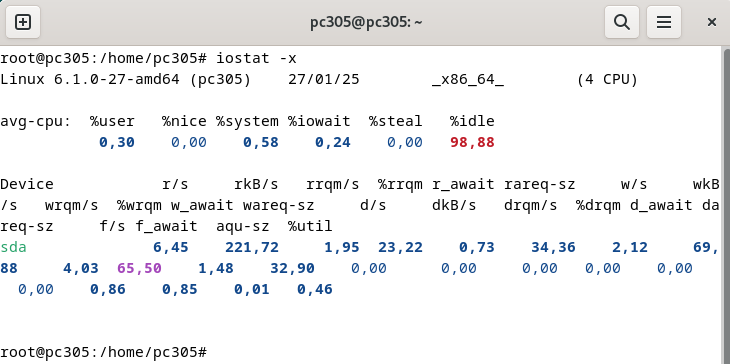 pc305@pc305: ~
root@pc305:/home/pc305# iostat -x
Linux 6.1.0-27-amd64 (pc305)    27/01/25        _x86_64_        (4 CPU)
avg-cpu:  %user   %nice %system %iowait  %steal   %idle
           0,30    0,00    0,58    0,24    0,00   98,88
Device            r/s     rkB/s   rrqm/s  %rrqm r_await rareq-sz     w/s     wkB
/s   wrqm/s  %wrqm w_await wareq-sz     d/s     dkB/s   drqm/s  %drqm d_await da
req-sz     f/s f_await  aqu-sz  %util
sda              6,45    221,72     1,95  23,22    0,73    34,36    2,12     69,
88     4,03  65,50    1,48    32,90    0,00      0,00     0,00   0,00    0,00
  0,00    0,86    0,85    0,01   0,46
root@pc305:/home/pc305#